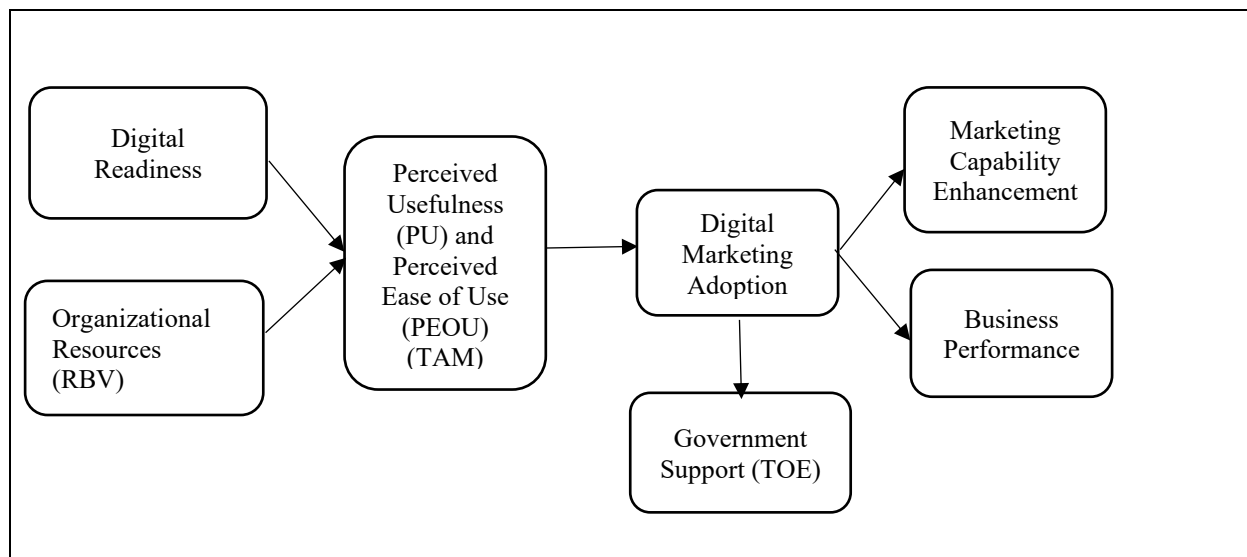 Digital
Readiness
Organizational
Resources
(RBV)
Perceived
Usefulness
(PU) and
Perceived
Ease of Use
(PEOU)
(TAM)
Digital
Marketing
Adoption
Government
Support (TOE)
Marketing
Capability
Enhancement
Business
Performance